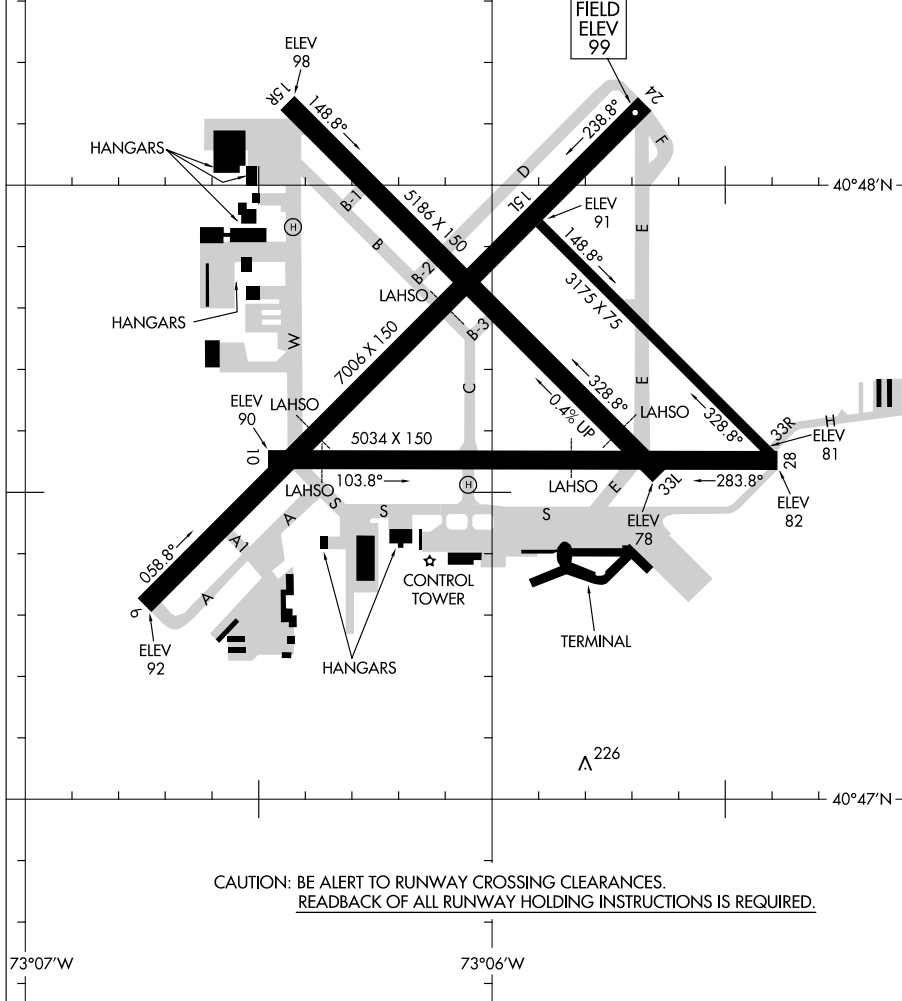 FIELD
ELEV
99
ELEV
98
15R
148.8°
24
238.8°
F
HANGARS
D
40°48'N
B-1
15L
5186 X 150
ELEV
91
H
B
E
148.8°
B-2
3175 X 75
LAHSO
HANGARS
B-3
7006 X 150
W
328.8°
C
E
0.4% UP
ELEV
90
LAHSO
LAHSO
328.8°
33R
H
10
5034 X 150
ELEV
81
28
103.8°
H
LAHSO
LAHSO
E
33L
283.8°
ELEV
82
A
S
S
S
ELEV
78
A1
058.8°
CONTROL
TOWER
A
6
TERMINAL
ELEV
92
HANGARS
226
40°47'N
CAUTION: BE ALERT TO RUNWAY CROSSING CLEARANCES.
READBACK OF ALL RUNWAY HOLDING INSTRUCTIONS IS REQUIRED.
73°07'W
73°06'W